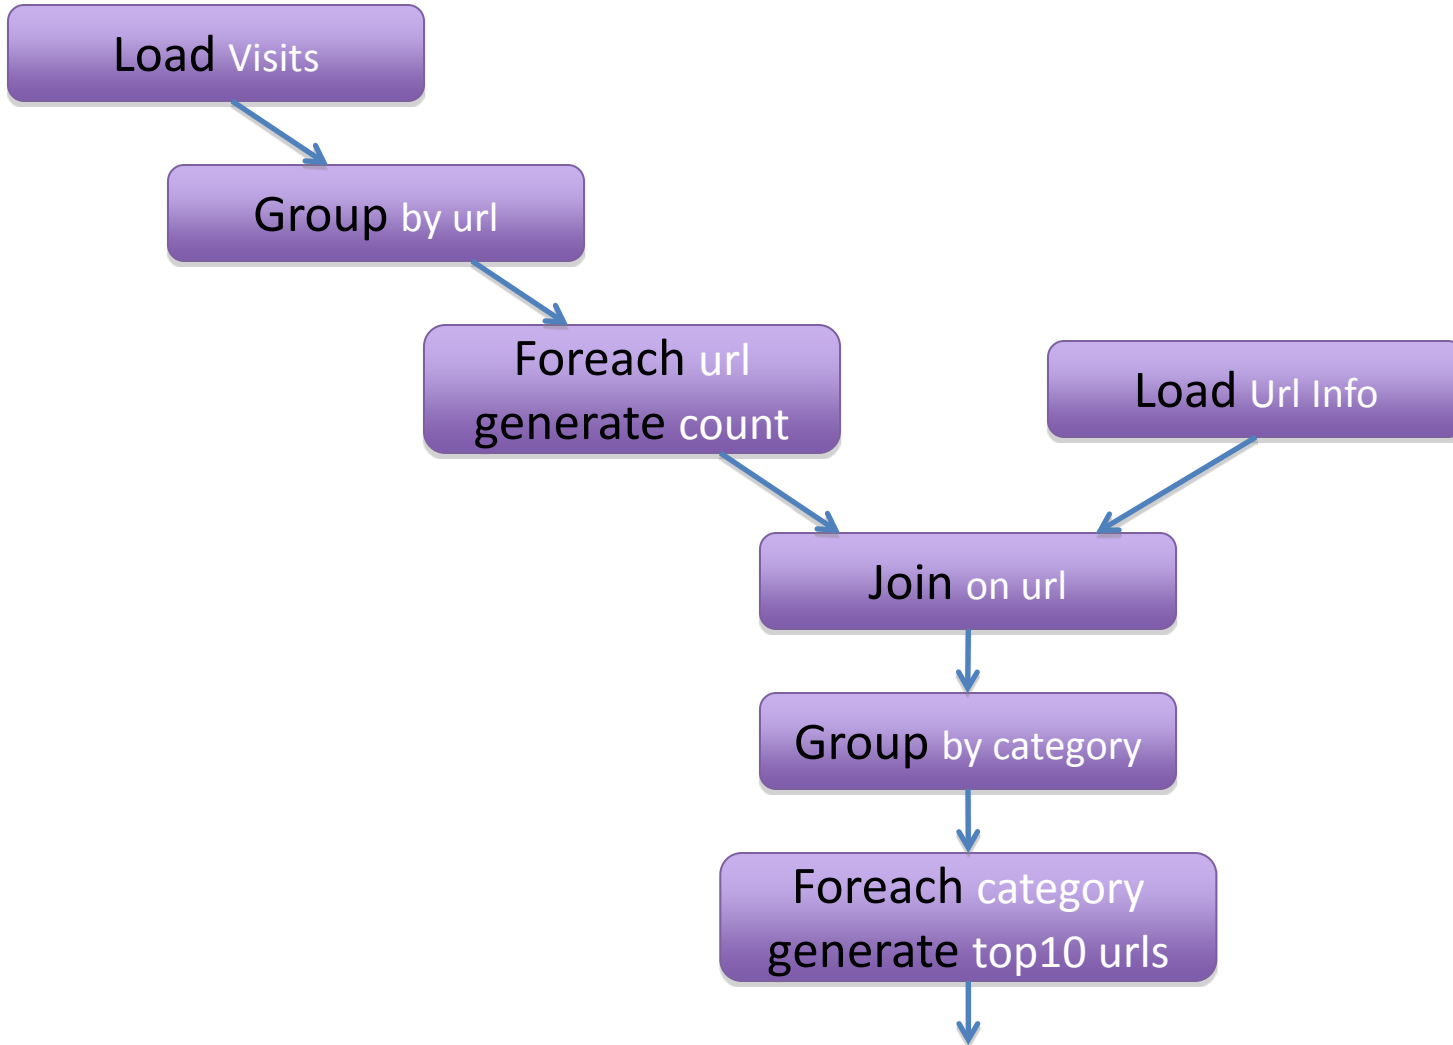 Load Visits
Group by url
Foreach url
generate count
Load Url Info
Join on url
Group by category
Foreach category
generate top10 urls